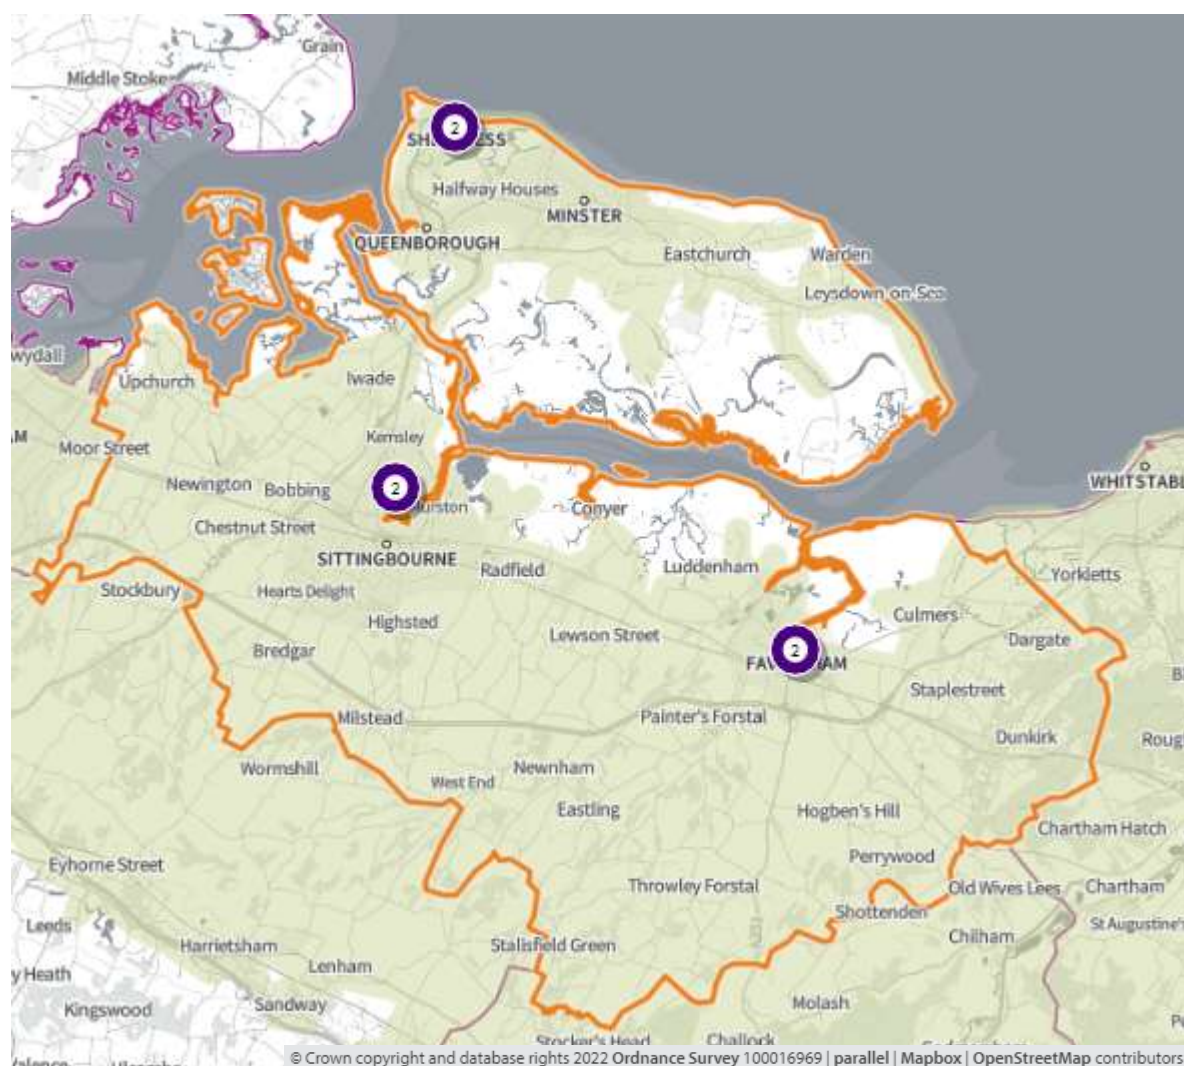 Grain
Middle Stoke
2
Halfway Houses
MINSTER
QUEENBOROUGH
Eastchurch
Warden
Leysdown-on-Sea
Upchurch
Iwade
Moor Street
Kemsley
WHITSTABL
Newington
Bobbing
2
Conyer
Chestnut Street
SITTINGBOURNE
Radfield
Luddenham
Yorkletts
Stockbury
Hearts Delight
Highsted
Culmers
Lewson Street
Dargate
Bredgar
2
Staplestreet
Milstead
Painter's Forstal
Dunkirk
Roug
Wormshill
West End
Newnham
Eastling
Hogben's Hill
Chartham Hatch
Eyhorne Street
Perrywood
Throwley Forstal
Old Wives Lees
Chartham
Leeds
Shottenden
St Augustine's
Harrietsham
Stalisfield Green
Chilham
Lenham
y Heath
Kingswood
Sandway
Molash
Stocker's Head
Challock
© Crown copyright and database rights 2022 Ordnance Survey 100016969 | parallel | Mapbox | OpenStreetMap contributors